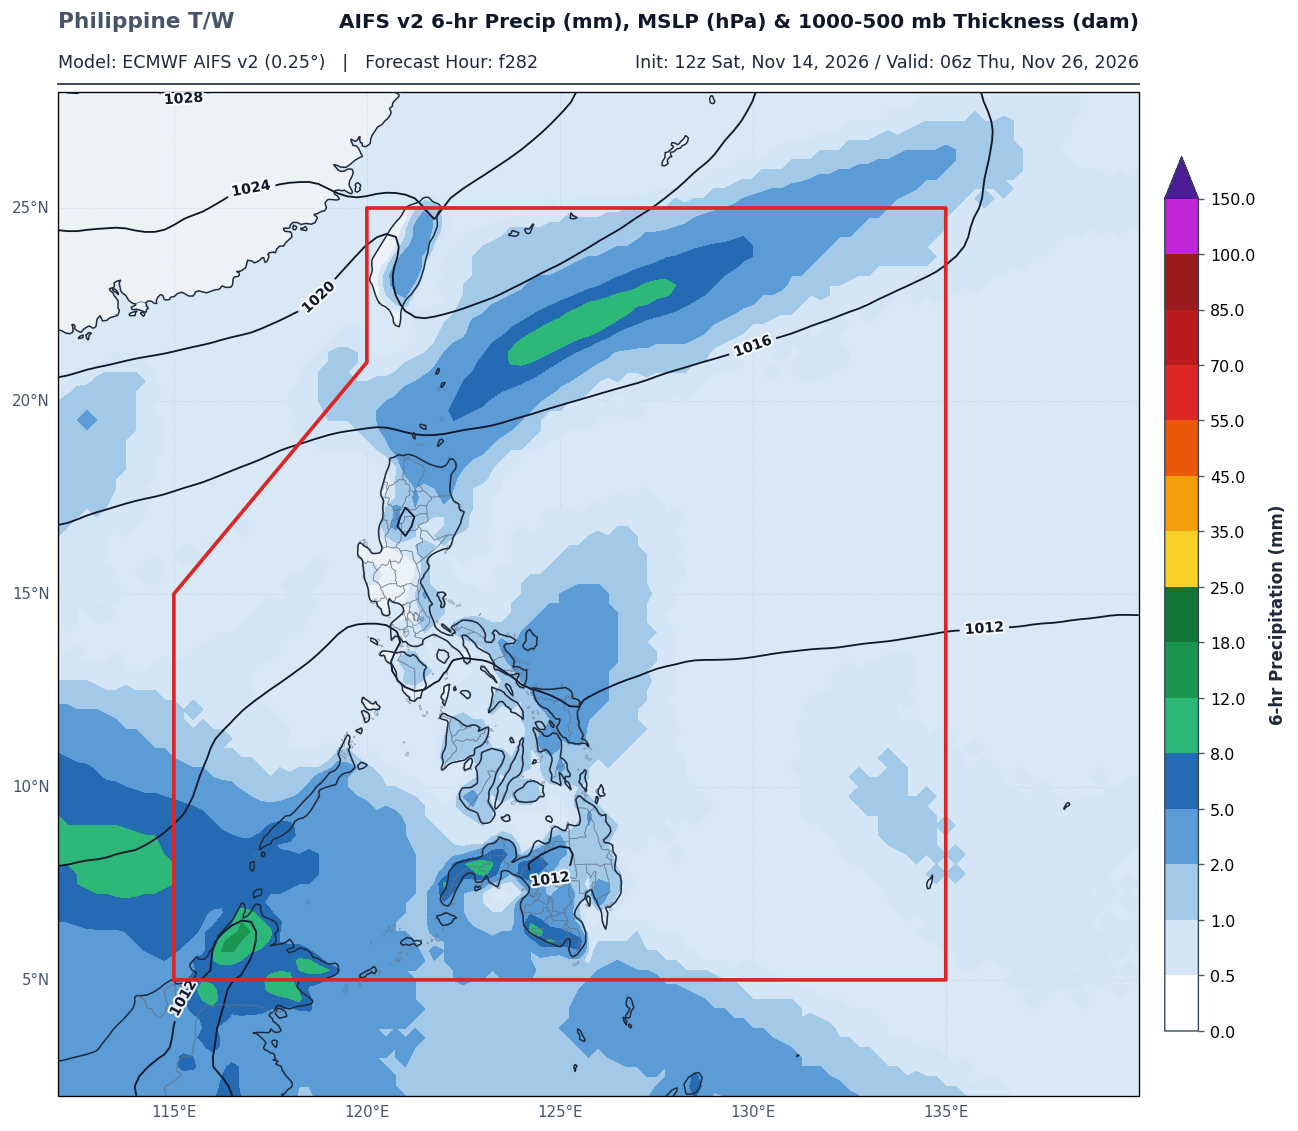 Philippine T/W
AIFS v2 6-hr Precip (mm), MSLP (hPa) & 1000-500 mb Thickness (dam)
Model: ECMWF AIFS v2 (0.25°) | Forecast Hour: f282
Init: 12z Sat, Nov 14, 2026 / Valid: 06z Thu, Nov 26, 2026
1028
1024
1020
1016
1012
1012
1012
25°N
20°N
15°N
10°N
5°N
115°E
120°E
125°E
130°E
135°E
150.0
100.0
85.0
70.0
55.0
45.0
35.0
25.0
18.0
12.0
8.0
5.0
2.0
1.0
0.5
0.0
6-hr Precipitation (mm)